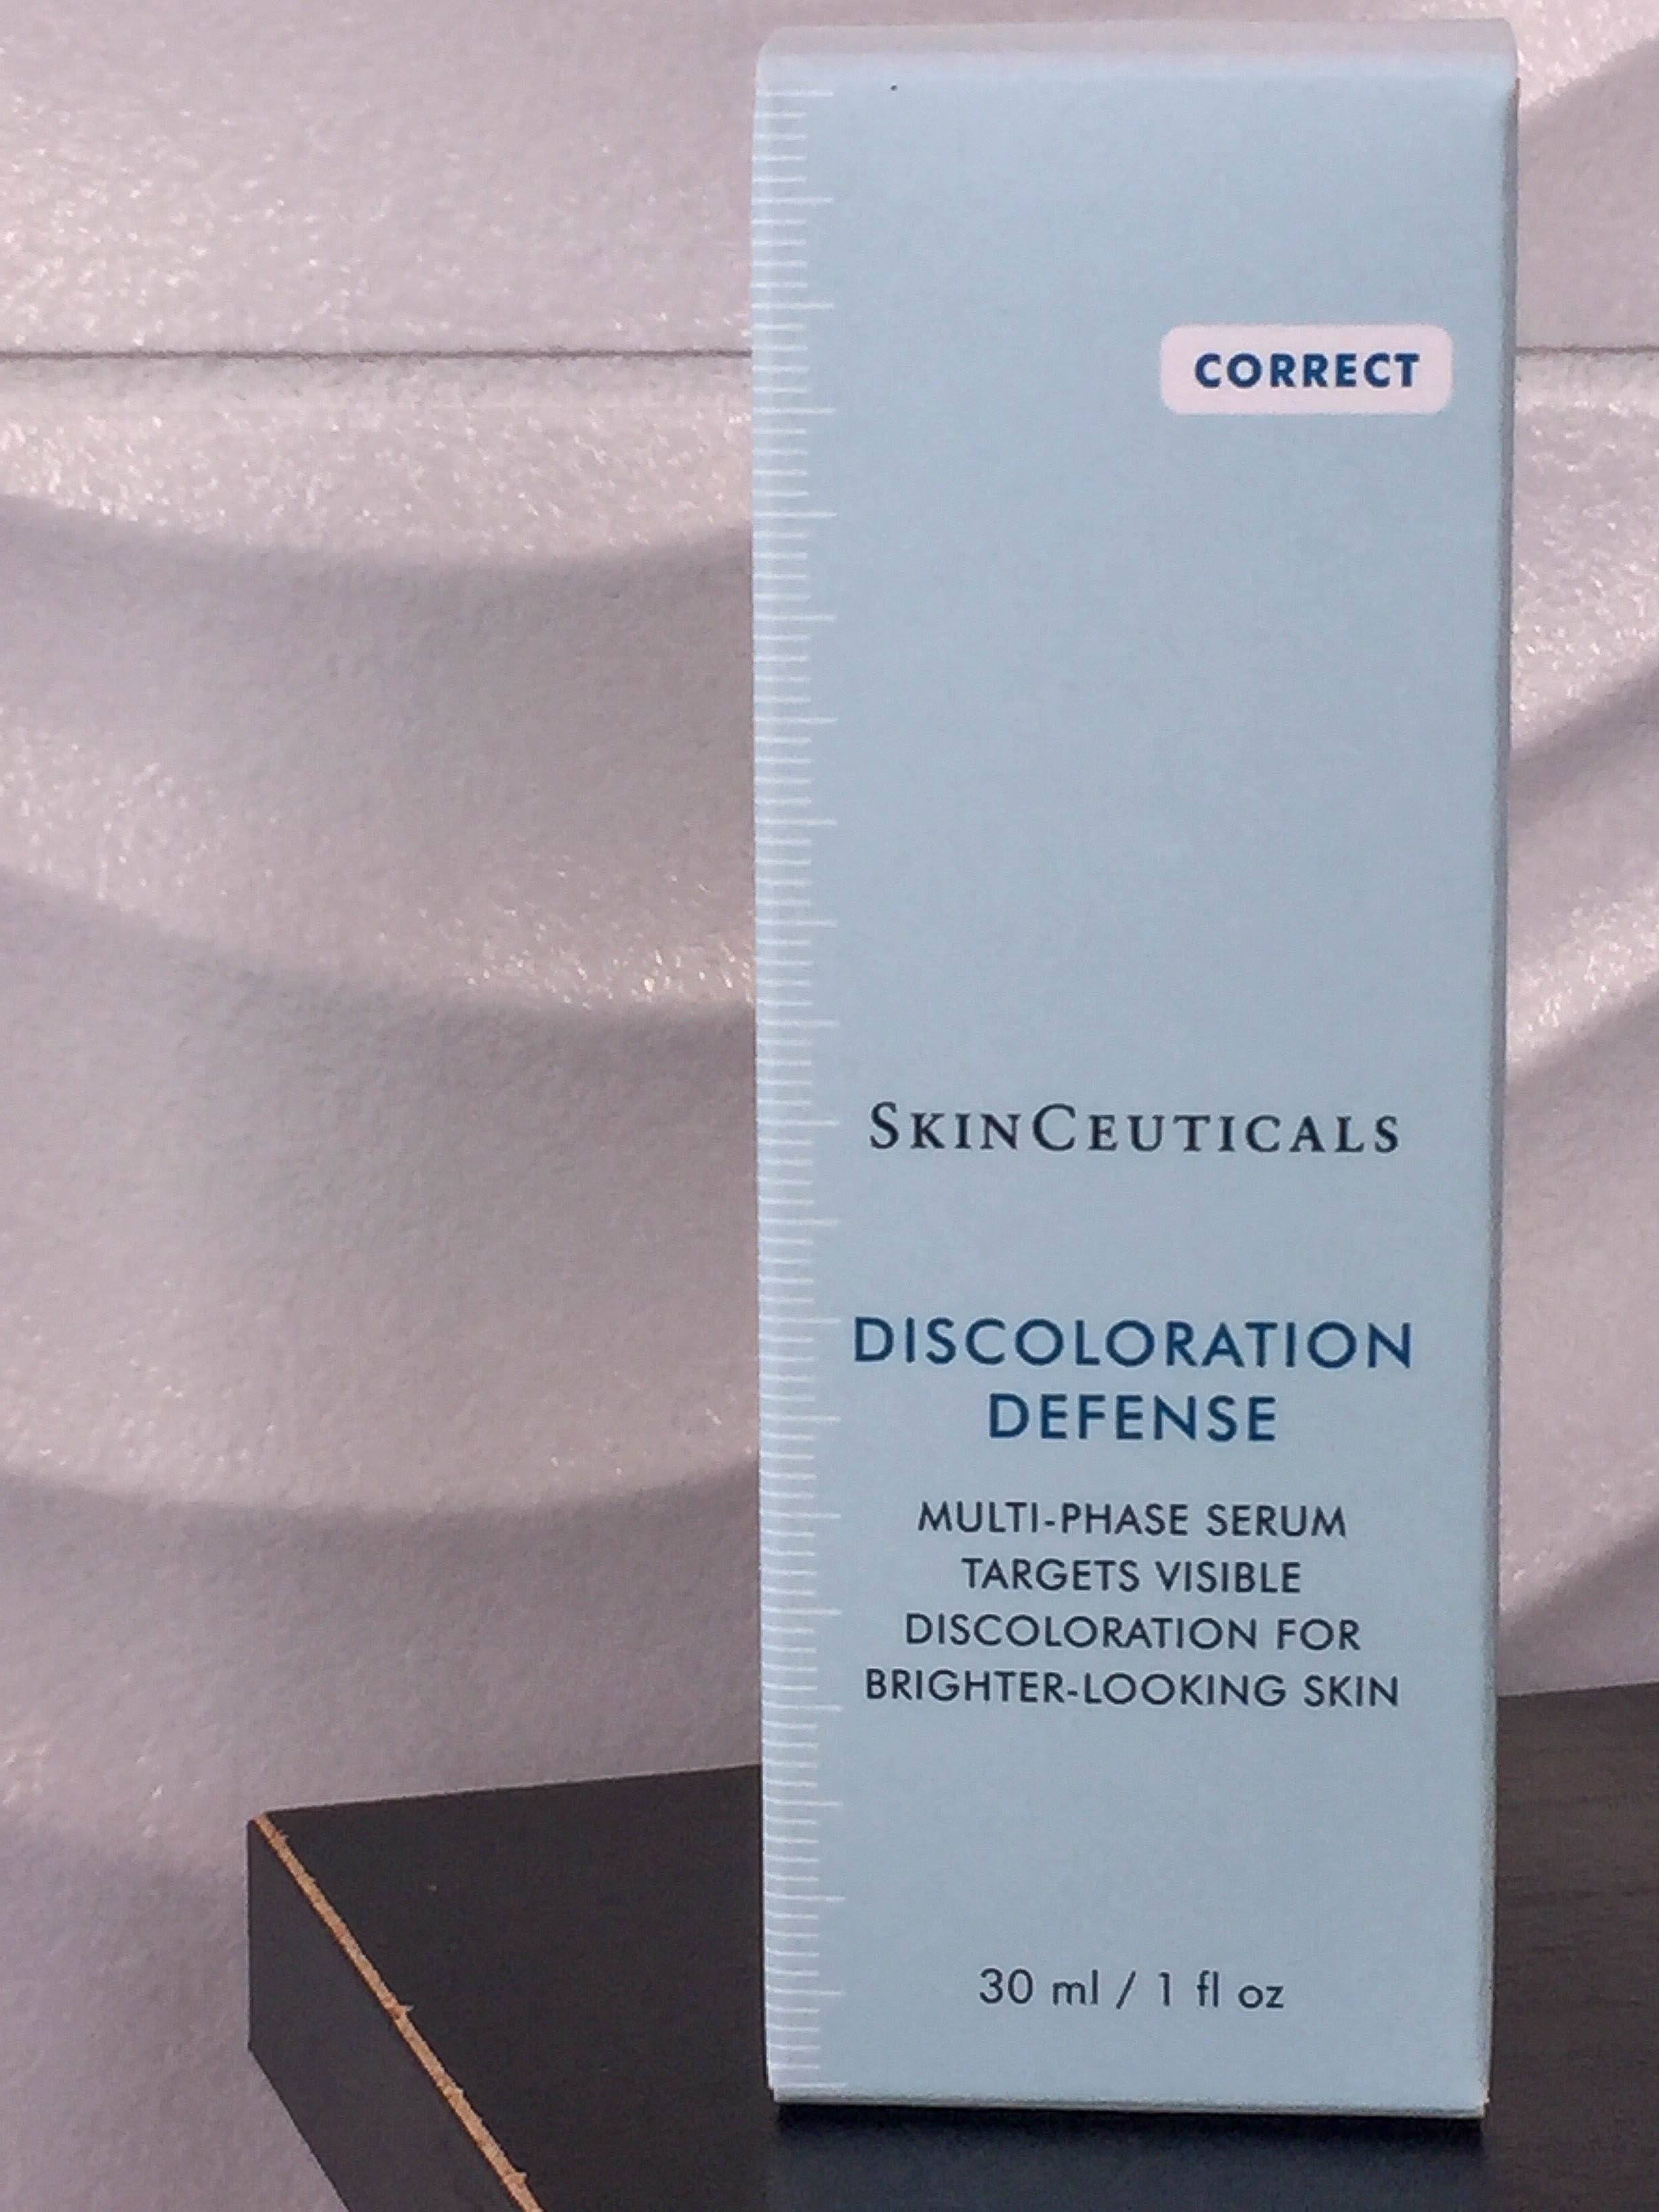 CORRECT
SKINCEUTICALS
DISCOLORATION
DEFENSE
MULTI-PHASE SERUM
TARGETS VISIBLE
DISCOLORATION FOR
BRIGHTER-LOOKING SKIN
30 ml / 1 fl oz